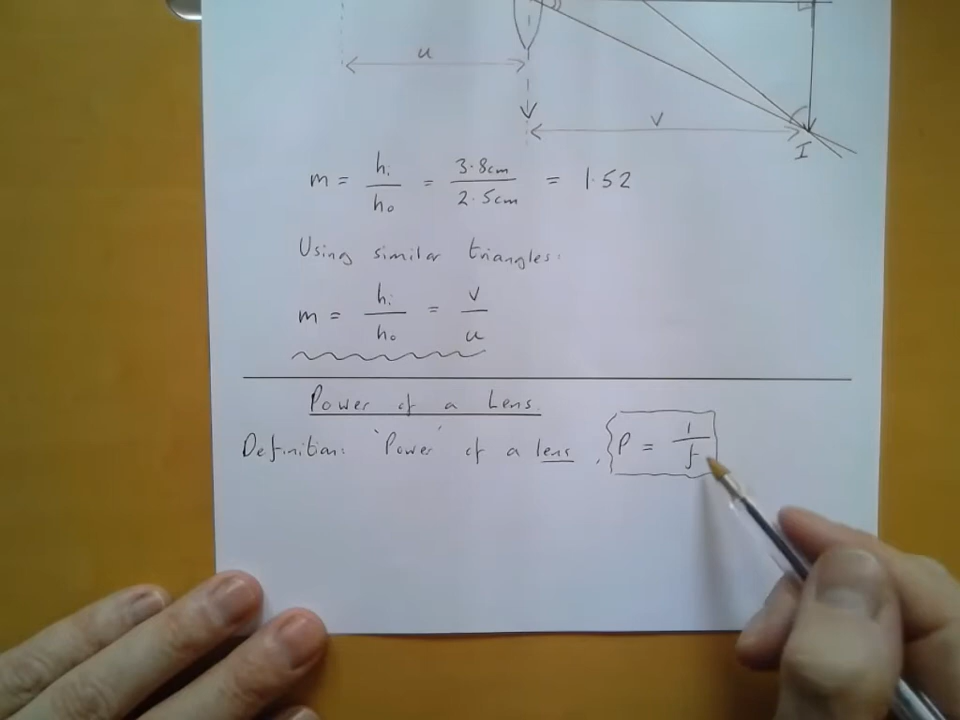 u
v
I
m = hi/ho = 3.8cm/2.5cm = 1.52
Using similar triangles:
m = hi/ho = v/u
Power of a Lens.
Definition: 'Power' of a lens, P = 1/f